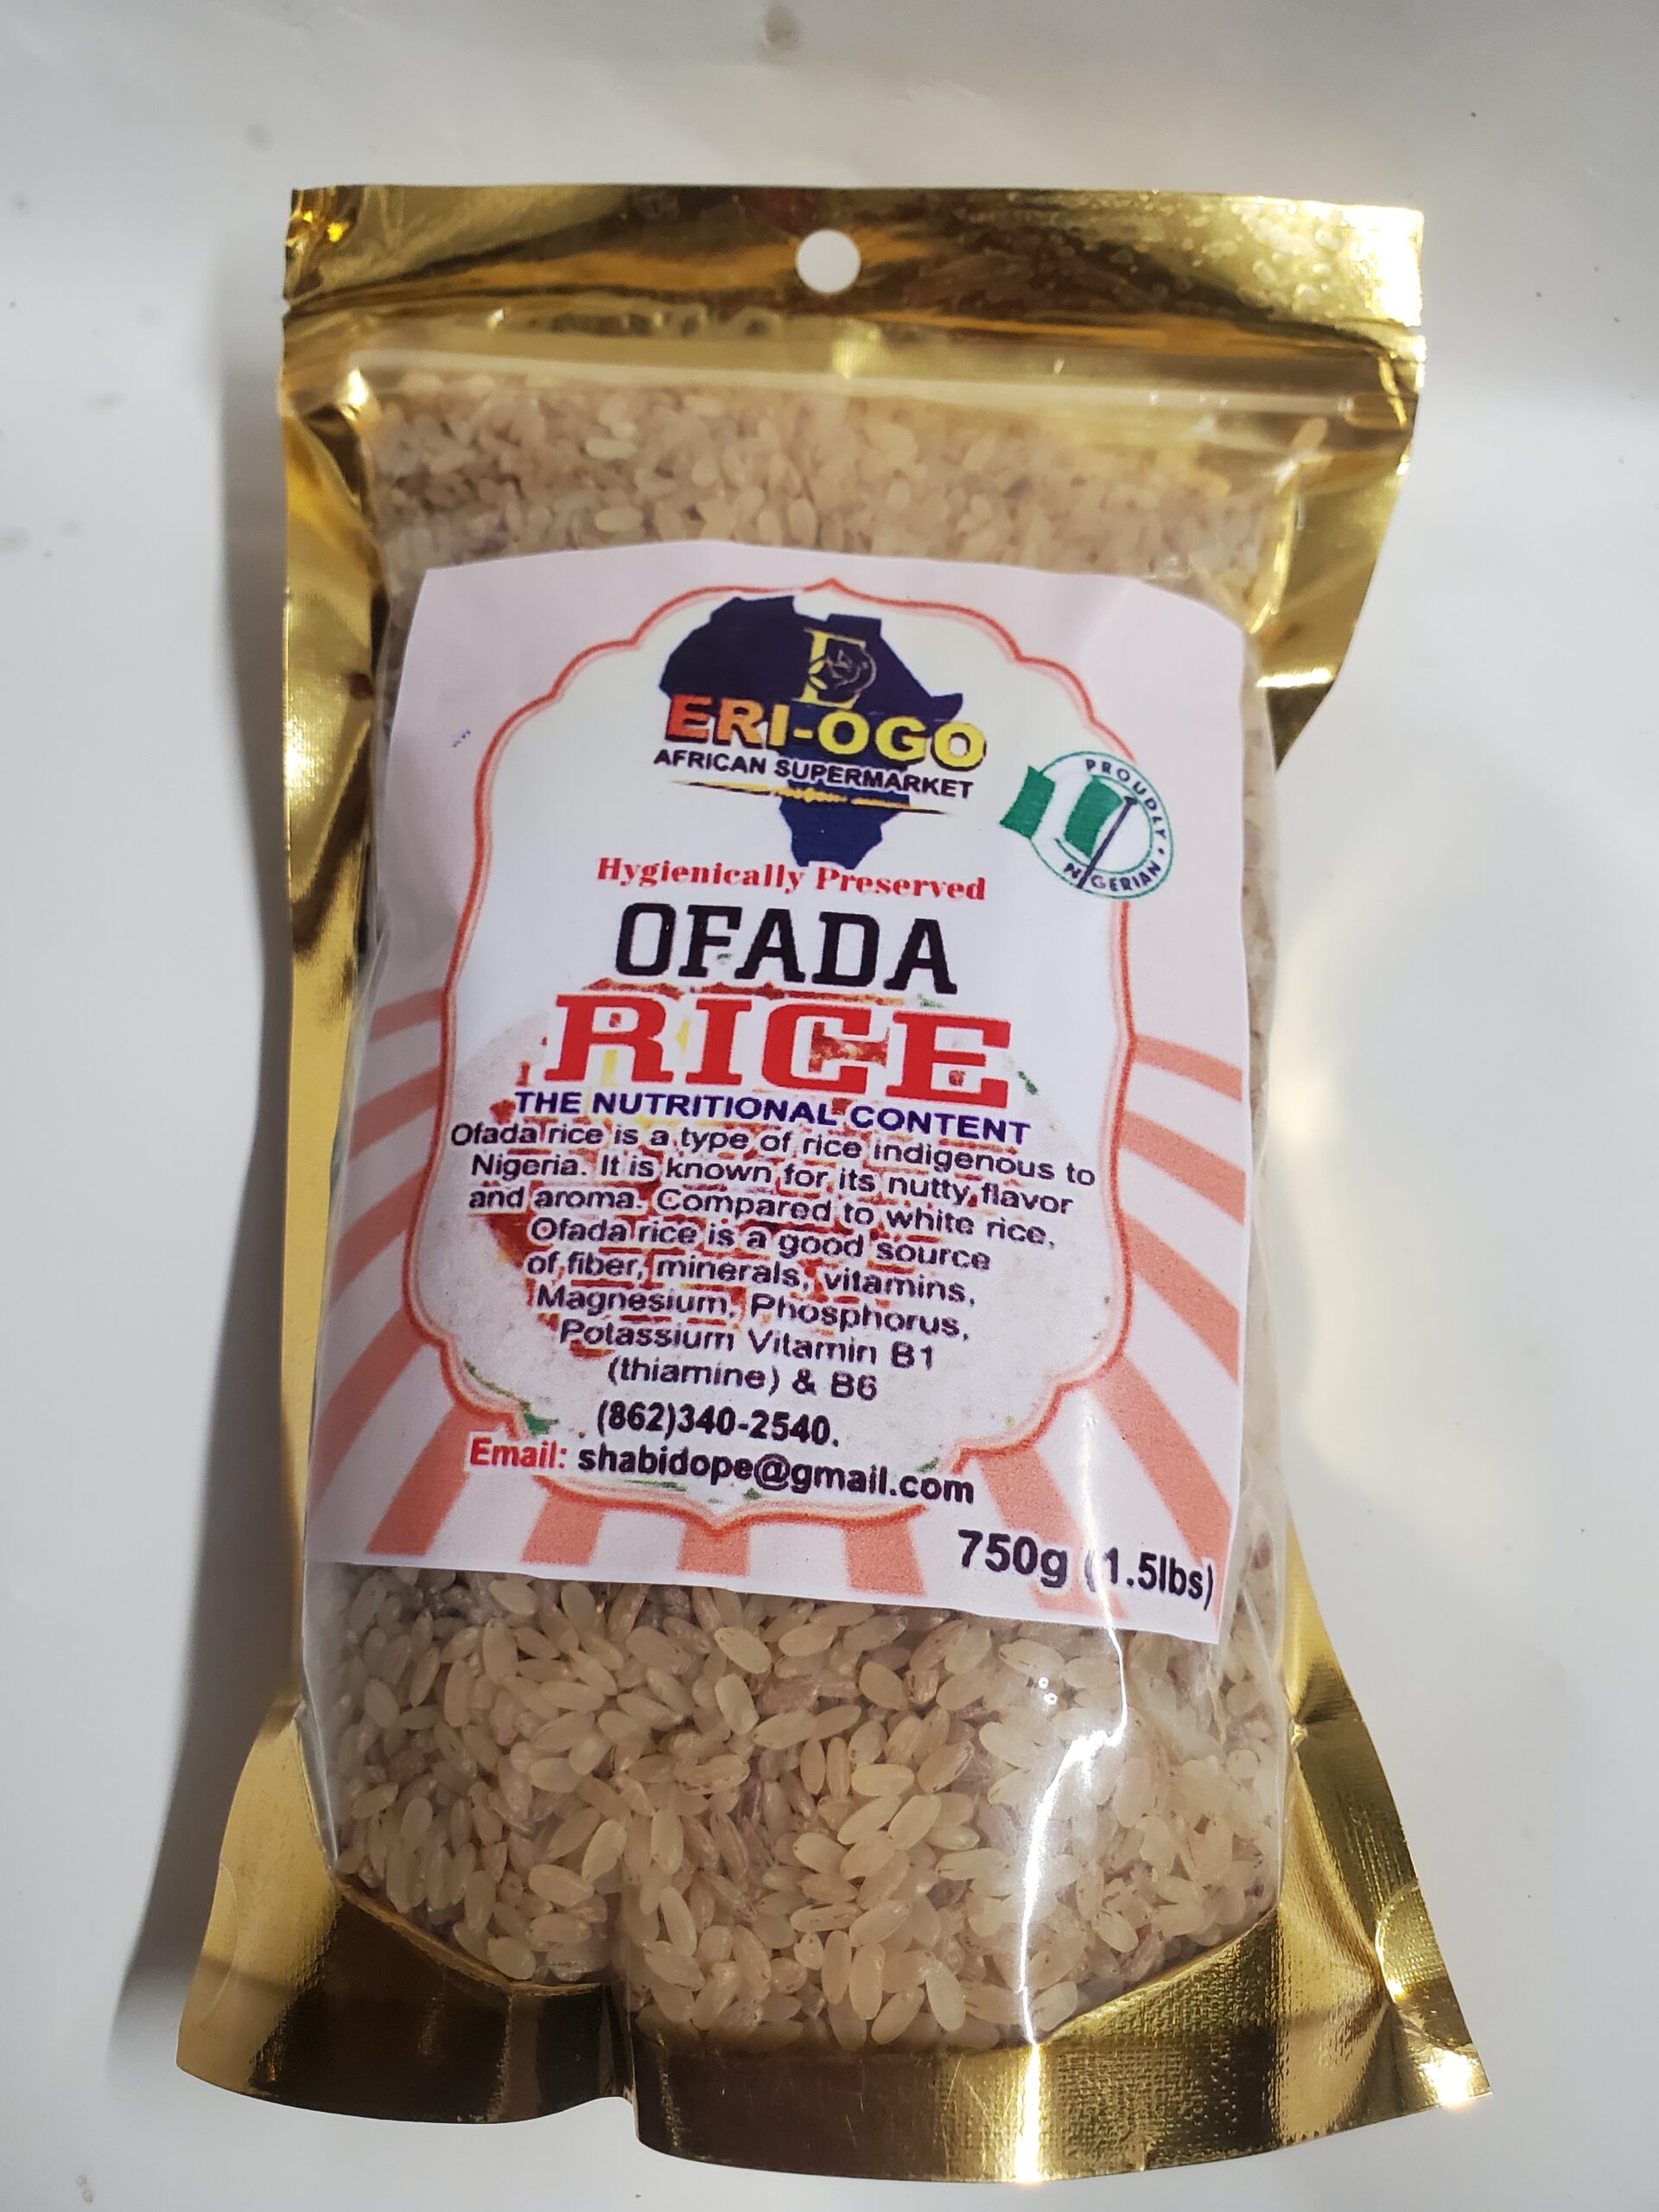 E
ERI-OGO
AFRICAN SUPERMARKET
PROUDLY • NIGERIAN
Hygienically Preserved
OFADA
RICE
THE NUTRITIONAL CONTENT
Ofada rice is a type of rice indigenous to
Nigeria. It is known for its nutty flavor
and aroma. Compared to white rice,
Ofada rice is a good source
of fiber, minerals, vitamins,
Magnesium, Phosphorus,
Potassium Vitamin B1
(thiamine) & B6
(862)340-2540.
Email: shabidope@gmail.com
750g (1.5lbs)